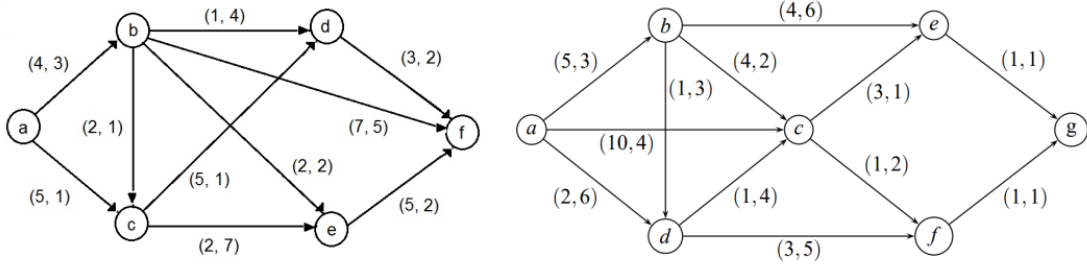 (1, 4)
b
d
(4, 3)
(3, 2)
a
(2, 1)
(7, 5)
f
(5, 1)
(5, 1)
(2, 2)
(5, 2)
c
(2, 7)
e
(4, 6)
b
e
(5, 3)
(4, 2)
(1, 1)
(1, 3)
(3, 1)
a
(10, 4)
c
g
(2, 6)
(1, 4)
(1, 2)
(1, 1)
d
(3, 5)
f